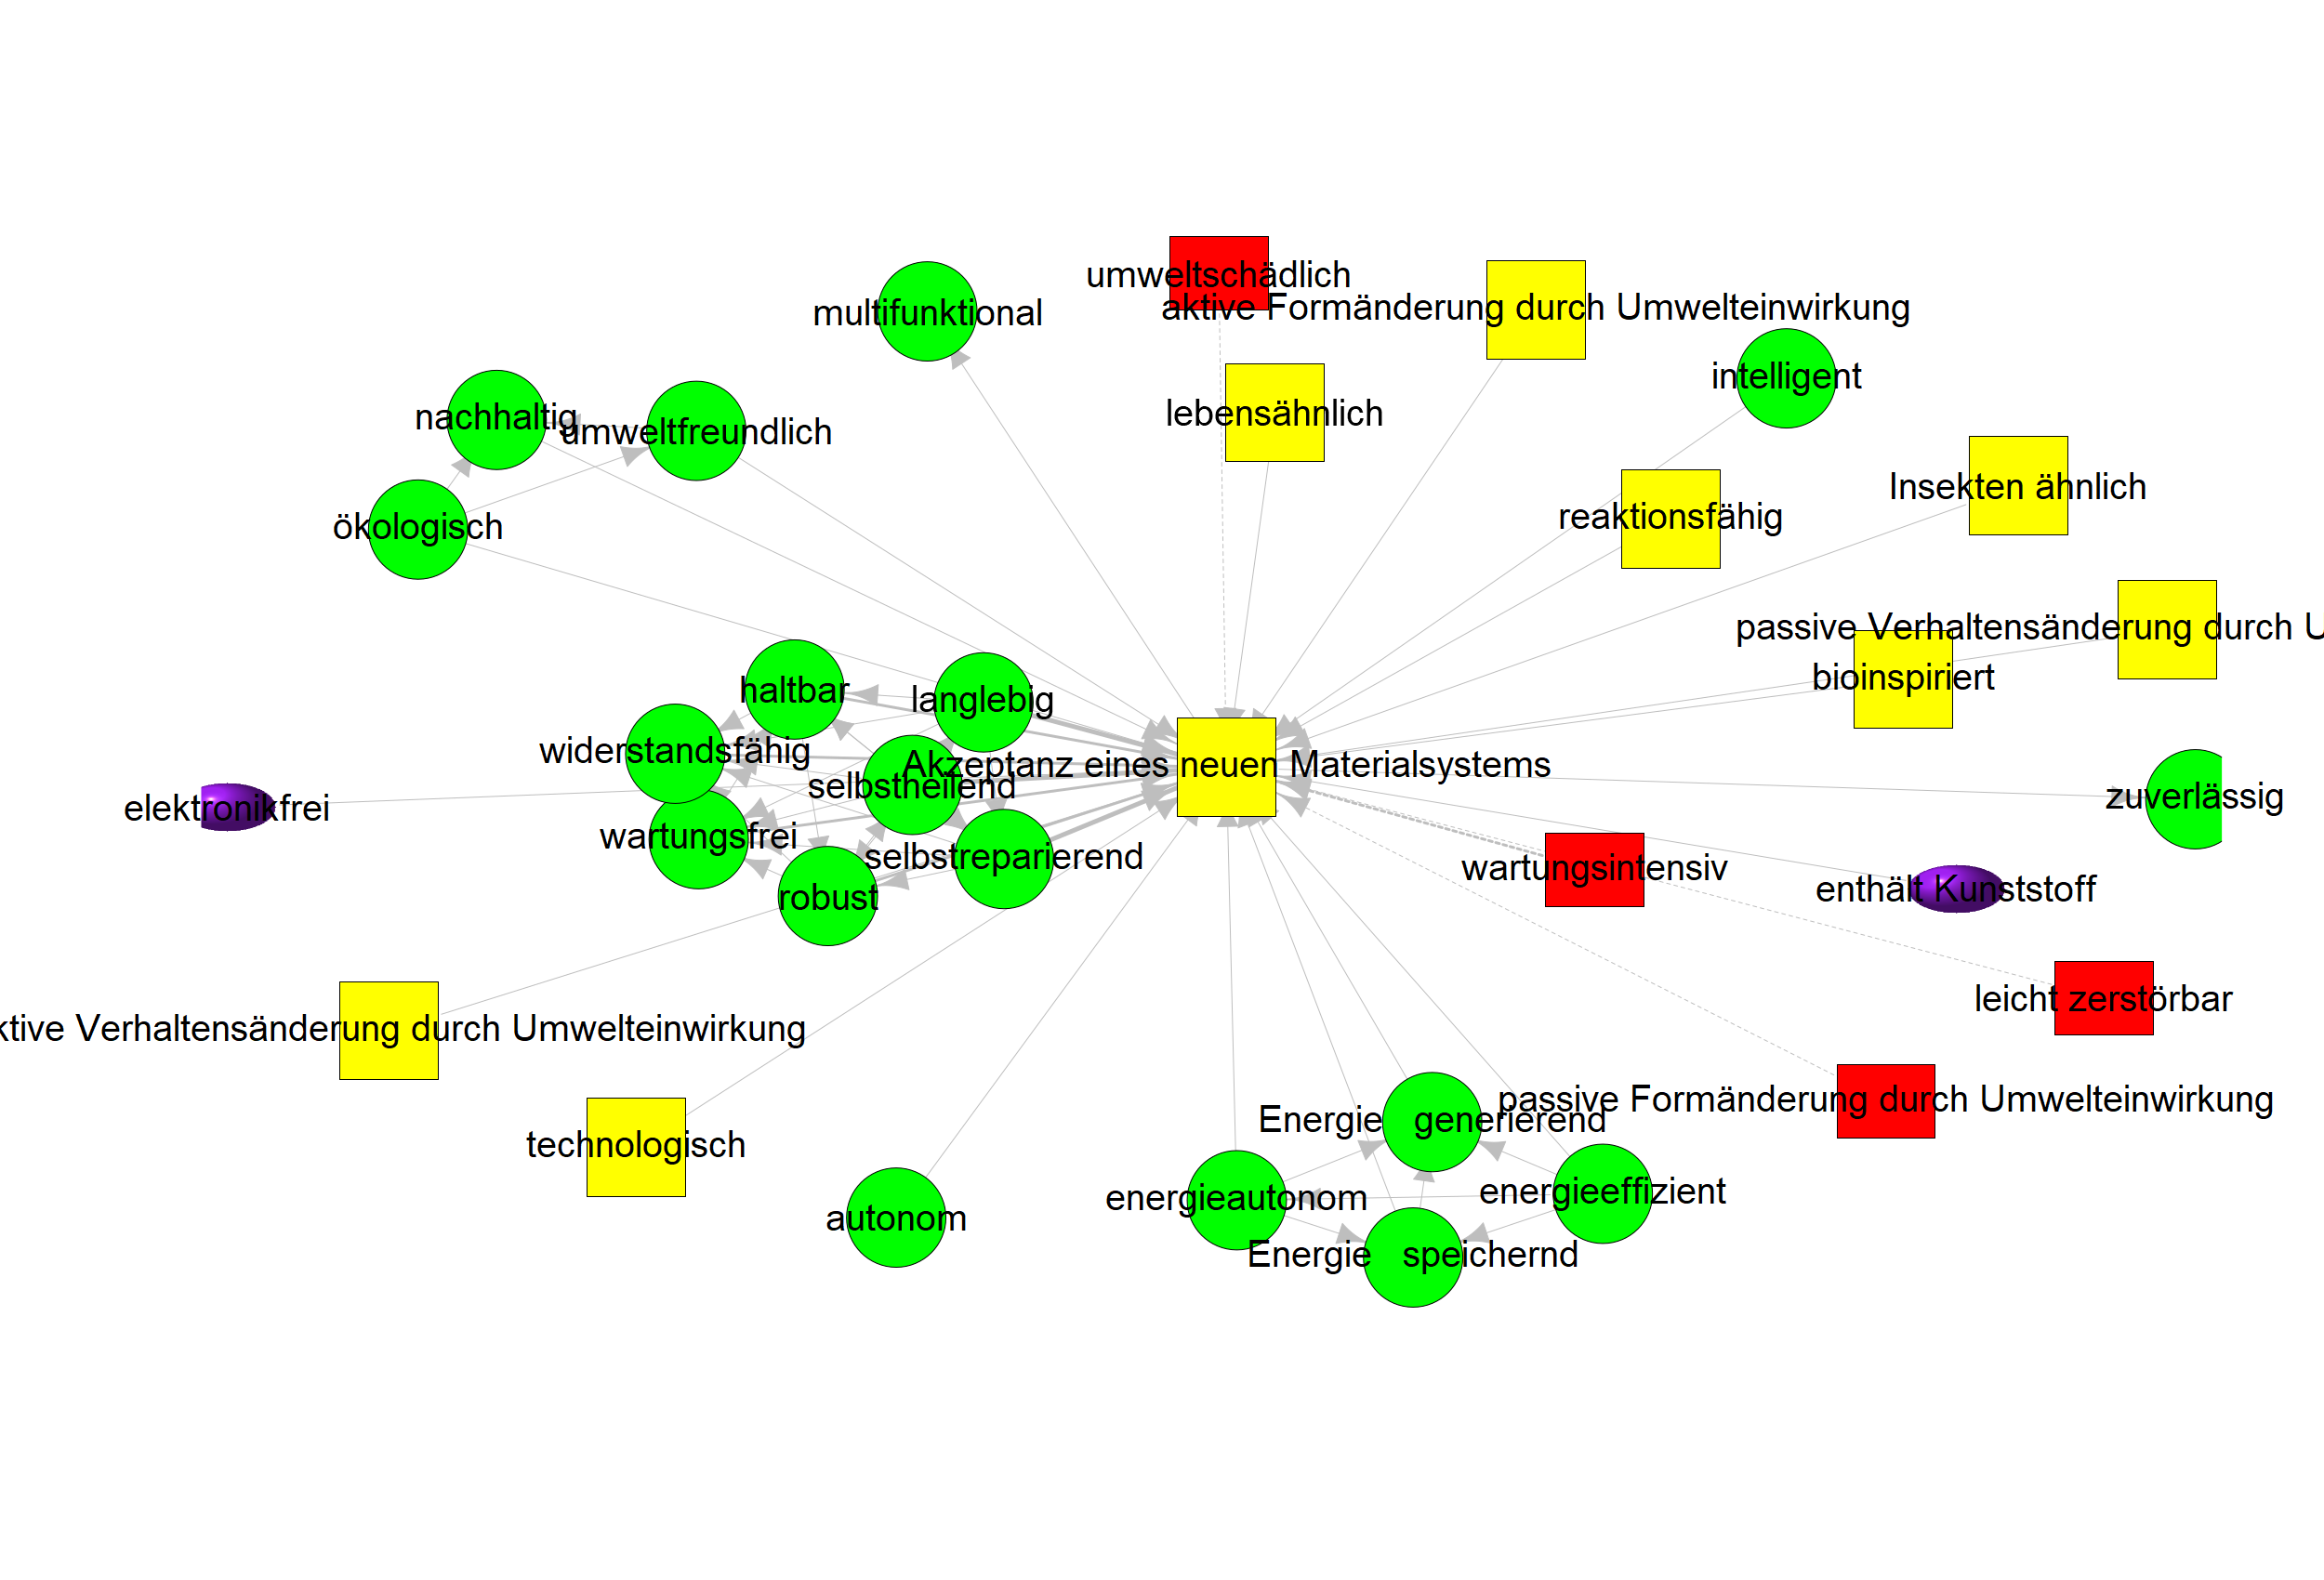 umweltschädlich
aktive Formänderung durch Umwelteinwirkung
multifunktional
intelligent
lebensähnlich
nachhaltig
umweltfreundlich
Insekten ähnlich
reaktionsfähig
ökologisch
passive Verhaltensänderung durch U
bioinspiriert
haltbar
langlebig
widerstandsfähig
Akzeptanz eines neuen Materialsystems
selbstheilend
zuverlässig
elektronikfrei
wartungsfrei
selbstreparierend
wartungsintensiv
enthält Kunststoff
robust
leicht zerstörbar
ktive Verhaltensänderung durch Umwelteinwirkung
passive Formänderung durch Umwelteinwirkung
Energie generierend
technologisch
energieeffizient
energieautonom
autonom
Energie speichernd